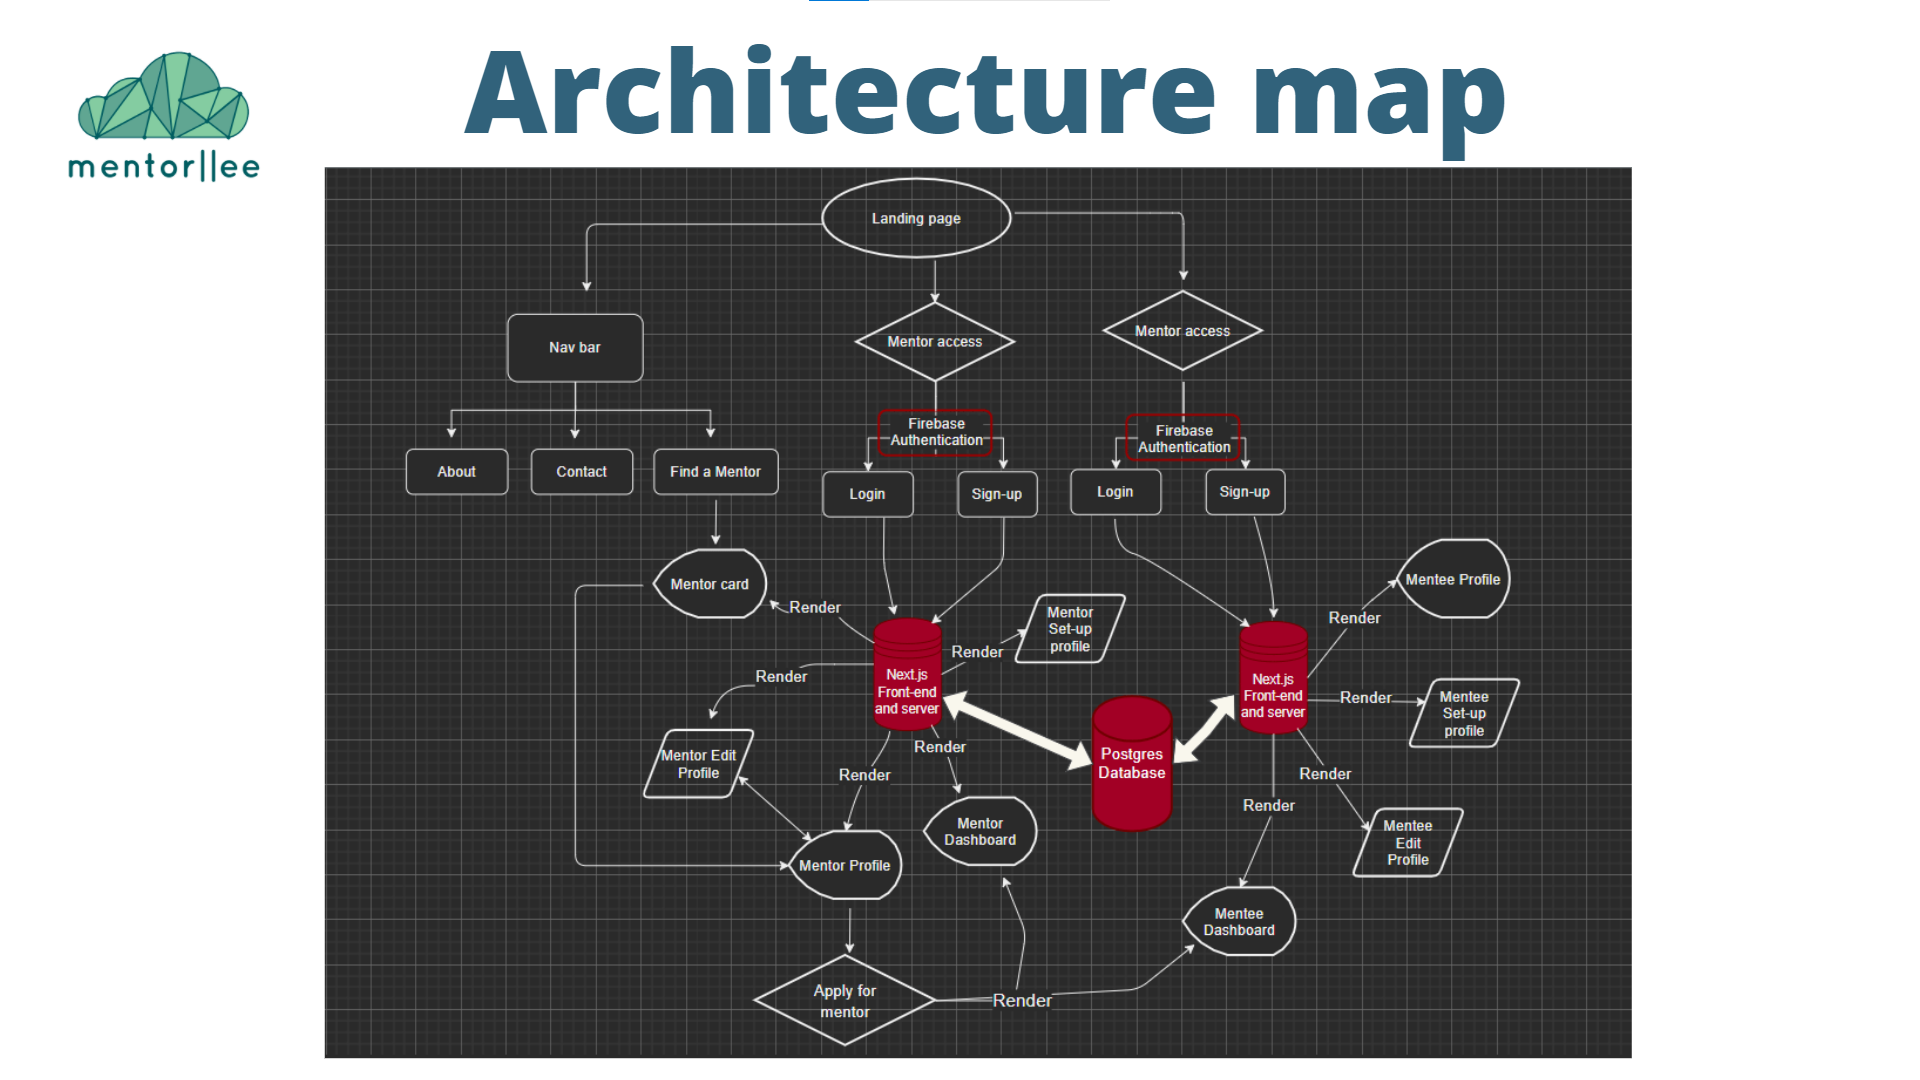 Architecture map
mentor||ee
Landing page
Nav bar
Mentor access
Mentor access
Firebase
Authentication
Firebase
Authentication
About
Contact
Find a Mentor
Login
Sign-up
Login
Sign-up
Mentor card
Render
Mentor
Set-up
profile
Mentee Profile
Render
Render
Render
Next.js
Front-end
and server
Next.js
Front-end
and server
Render
Mentee
Set-up
profile
Mentor Edit
Profile
Render
Render
Postgres
Database
Render
Render
Mentor
Dashboard
Mentee
Edit
Profile
Mentor Profile
Mentee
Dashboard
Apply for
mentor
Render